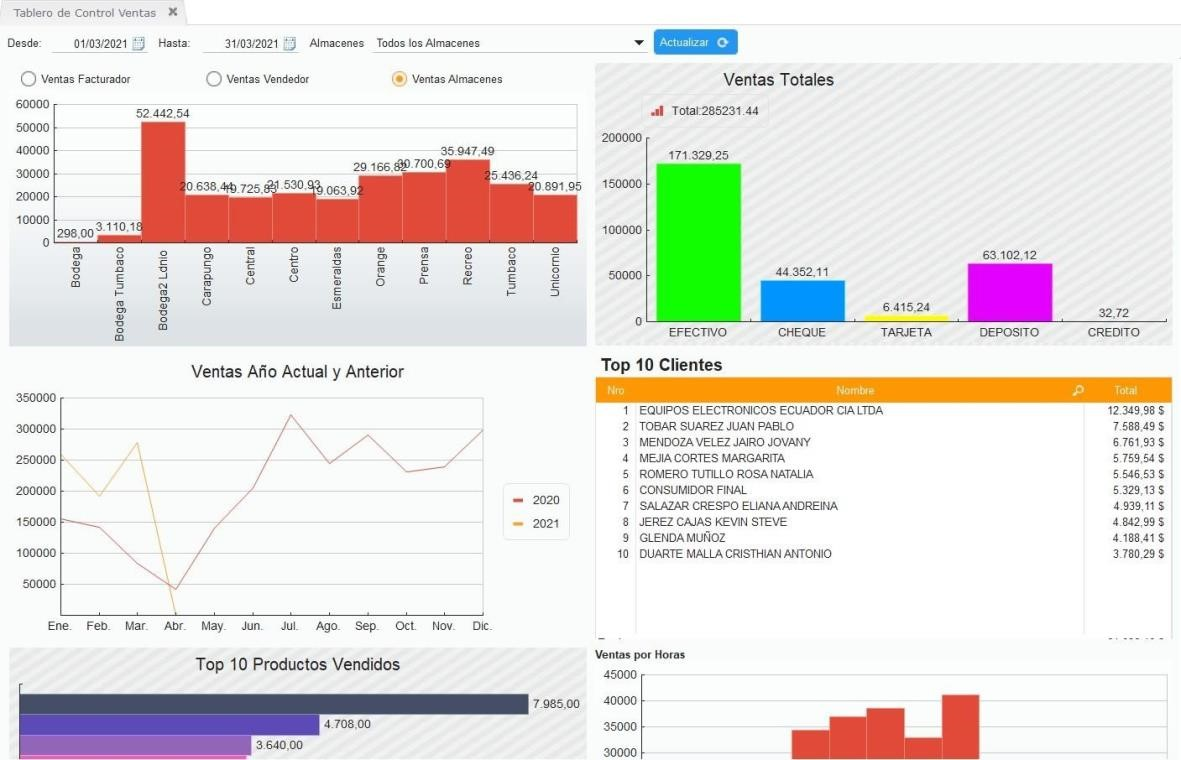 Tablero de Control Ventas
Desde: 01/03/2021 Hasta: 31/03/2021 Almacenes Todos los Almacenes Actualizar
Ventas Facturador Ventas Vendedor Ventas Almacenes
60000
50000
40000
30000
20000
10000
0
298,00 3.110,18 52.442,54 20.638,44 19.725,83 21.530,93 19.063,92 29.166,82 30.700,69 35.947,49 25.436,24 20.891,95
Bodega
Bodega Tumbaco
Bodega2 Ldnio
Carapungo
Central
Centro
Esmeraldas
Orange
Prensa
Recreo
Tumbaco
Unicornio
Ventas Totales
Total:285231.44
200000
150000
100000
50000
0
171.329,25 44.352,11 6.415,24 63.102,12 32,72
EFECTIVO CHEQUE TARJETA DEPOSITO CREDITO
Ventas Año Actual y Anterior
350000
300000
250000
200000
150000
100000
50000
Ene. Feb. Mar. Abr. May. Jun. Jul. Ago. Sep. Oct. Nov. Dic.
2020
2021
Top 10 Clientes
Nro Nombre Total
1 EQUIPOS ELECTRONICOS ECUADOR CIA LTDA 12.349,98 $
2 TOBAR SUAREZ JUAN PABLO 7.588,49 $
3 MENDOZA VELEZ JAIRO JOVANY 6.761,93 $
4 MEJIA CORTES MARGARITA 5.759,54 $
5 ROMERO TUTILLO ROSA NATALIA 5.546,53 $
6 CONSUMIDOR FINAL 5.329,13 $
7 SALAZAR CRESPO ELIANA ANDREINA 4.939,11 $
8 JEREZ CAJAS KEVIN STEVE 4.842,99 $
9 GLENDA MUÑOZ 4.188,41 $
10 DUARTE MALLA CRISTHIAN ANTONIO 3.780,29 $
Top 10 Productos Vendidos
7.985,00
4.708,00
3.640,00
Ventas por Horas
45000
40000
35000
30000